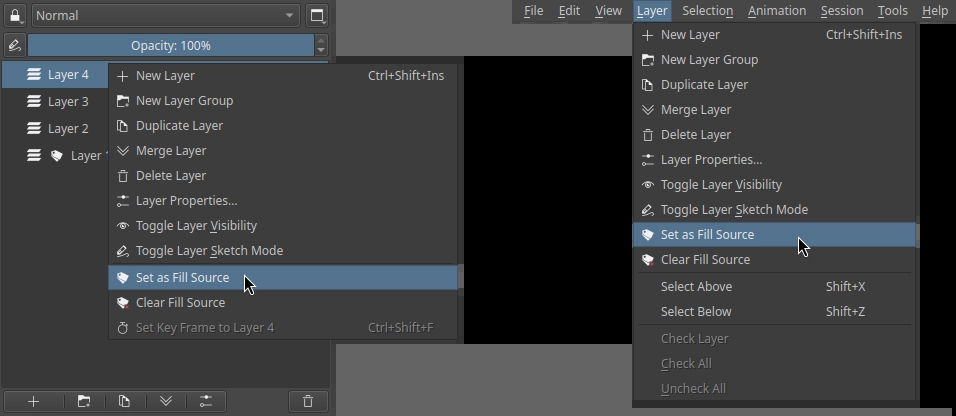 Normal
Opacity: 100%
Layer 4
Layer 3
Layer 2
Layer
New Layer Ctrl+Shift+Ins
New Layer Group
Duplicate Layer
Merge Layer
Delete Layer
Layer Properties...
Toggle Layer Visibility
Toggle Layer Sketch Mode
Set as Fill Source
Clear Fill Source
Set Key Frame to Layer 4 Ctrl+Shift+F
File Edit View Layer Selection Animation Session Tools Help
New Layer Ctrl+Shift+Ins
New Layer Group
Duplicate Layer
Merge Layer
Delete Layer
Layer Properties...
Toggle Layer Visibility
Toggle Layer Sketch Mode
Set as Fill Source
Clear Fill Source
Select Above Shift+X
Select Below Shift+Z
Check Layer
Check All
Uncheck All